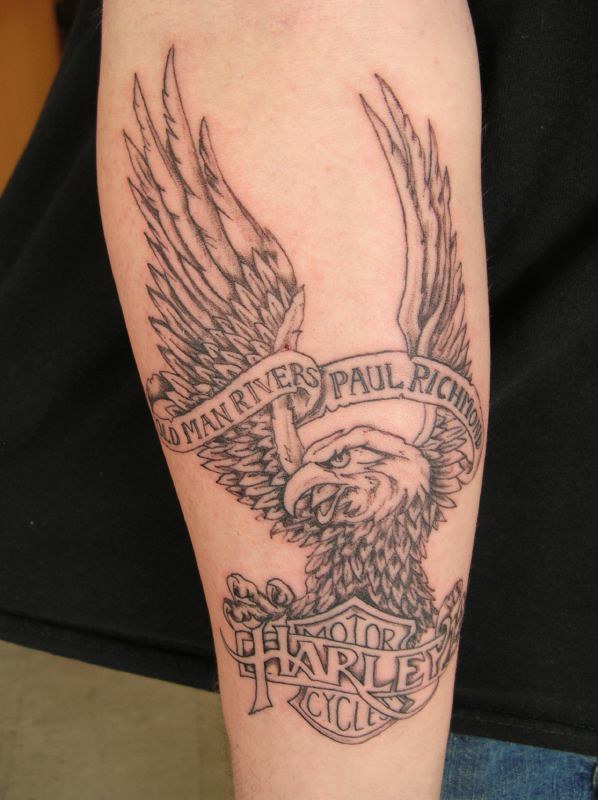 OLD MAN RIVERS
PAUL RICHMOND
MOTOR
HARLEY
CYCLES